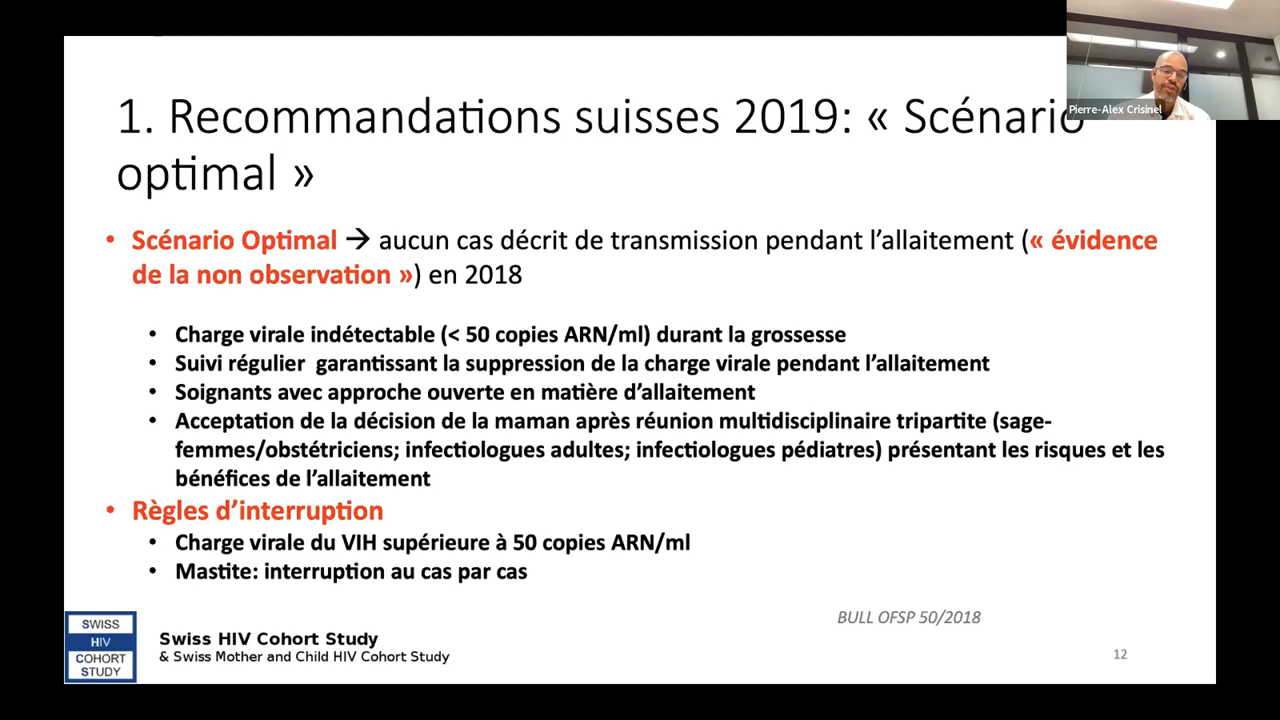 Pierre-Alex Crisinel
1. Recommandations suisses 2019: « Scénario
optimal »
• Scénario Optimal → aucun cas décrit de transmission pendant l’allaitement (« évidence
de la non observation ») en 2018
• Charge virale indétectable (< 50 copies ARN/ml) durant la grossesse
• Suivi régulier garantissant la suppression de la charge virale pendant l’allaitement
• Soignants avec approche ouverte en matière d’allaitement
• Acceptation de la décision de la maman après réunion multidisciplinaire tripartite (sage-
femmes/obstétriciens; infectiologues adultes; infectiologues pédiatres) présentant les risques et les
bénéfices de l’allaitement
• Règles d’interruption
• Charge virale du VIH supérieure à 50 copies ARN/ml
• Mastite: interruption au cas par cas
BULL OFSP 50/2018
SWISS
HIV
COHORT
STUDY
Swiss HIV Cohort Study
& Swiss Mother and Child HIV Cohort Study
12